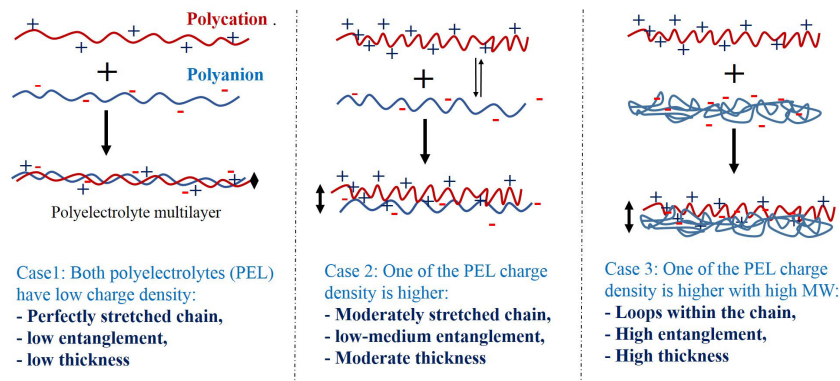 Polycation .
Polyanion
Polyelectrolyte multilayer
Case1: Both polyelectrolytes (PEL)
have low charge density:
- Perfectly stretched chain,
- low entanglement,
- low thickness
Case 2: One of the PEL charge
density is higher:
- Moderately stretched chain,
- low-medium entanglement,
- Moderate thickness
Case 3: One of the PEL charge
density is higher with high MW:
- Loops within the chain,
- High entanglement,
- High thickness